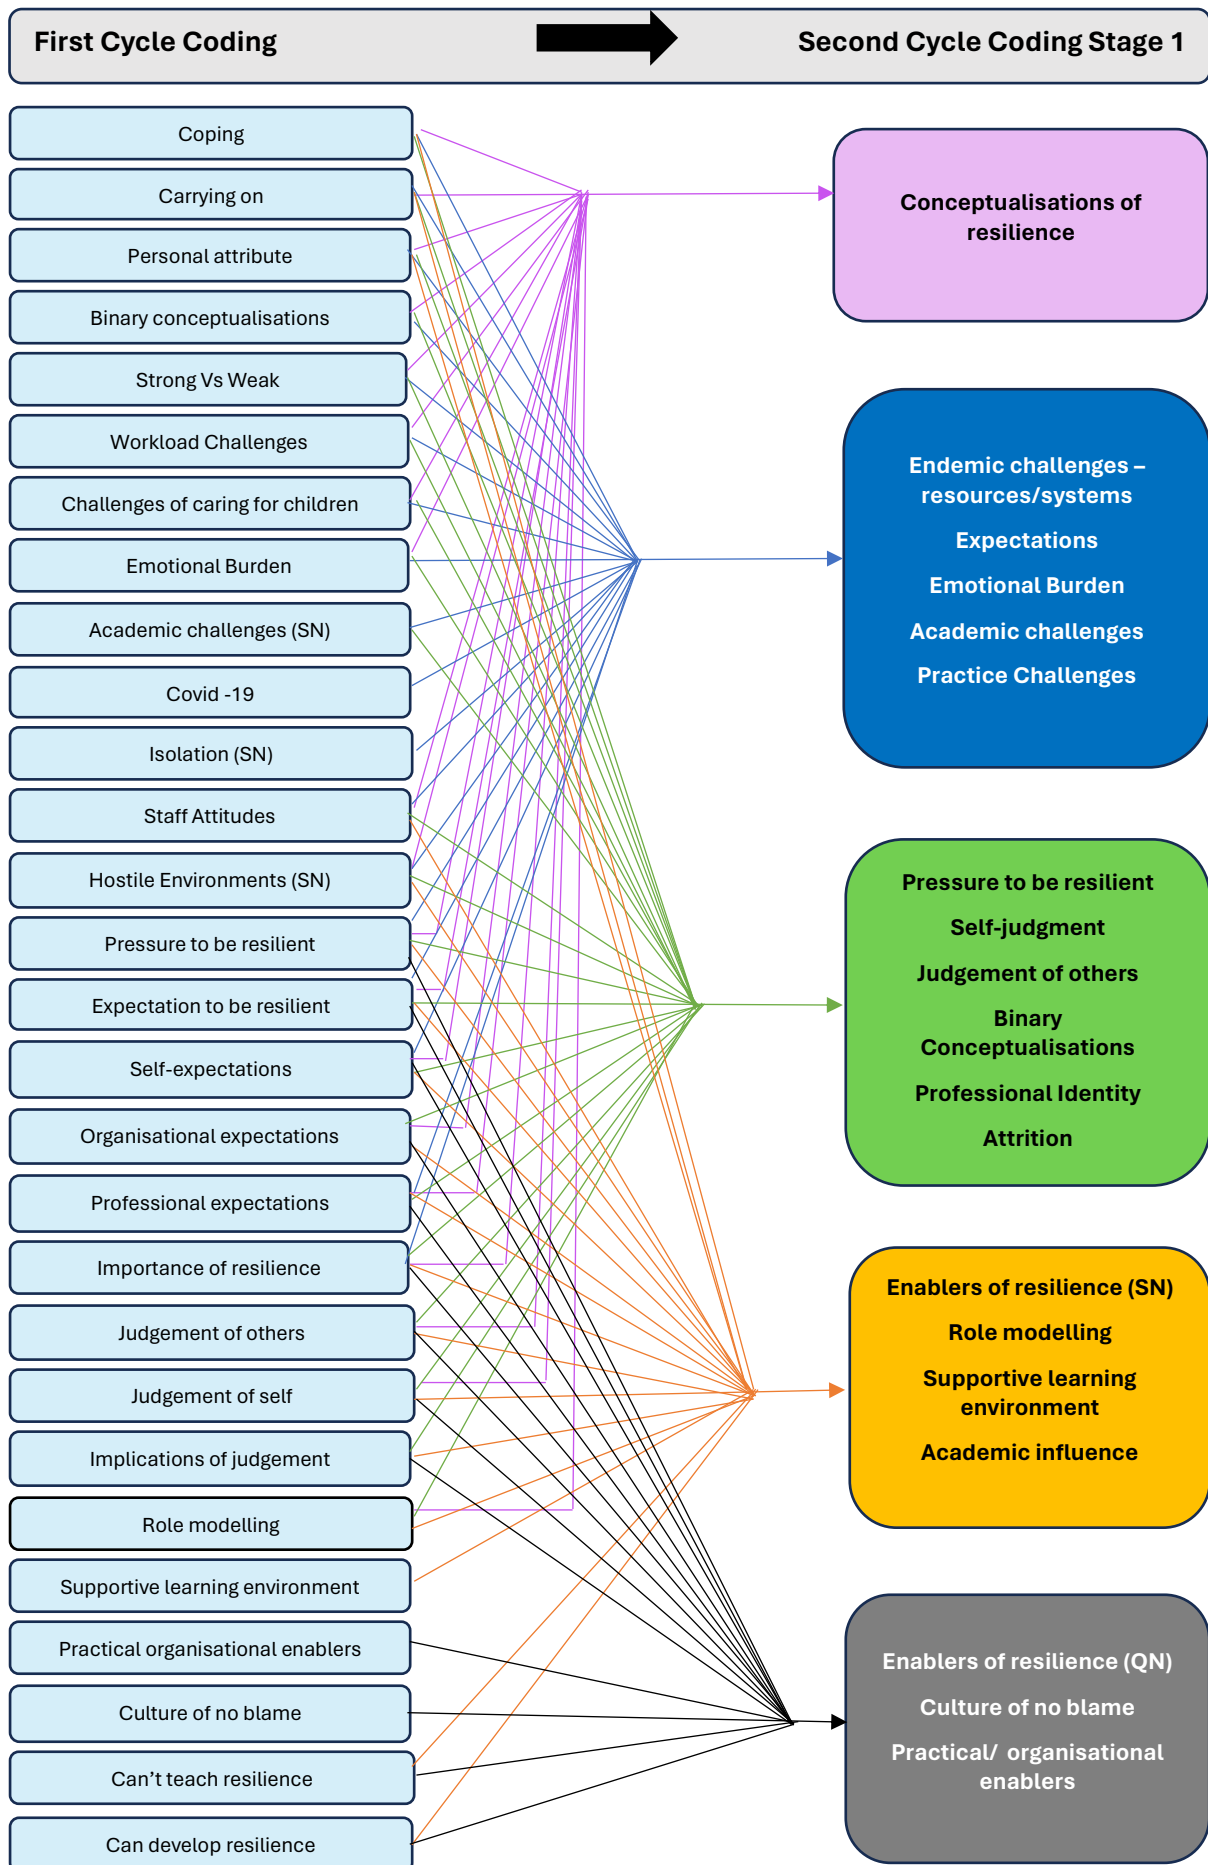 First Cycle Coding
Second Cycle Coding Stage 1
Coping
Carrying on
Personal attribute
Binary conceptualisations
Strong Vs Weak
Workload Challenges
Challenges of caring for children
Emotional Burden
Academic challenges (SN)
Covid -19
Isolation (SN)
Staff Attitudes
Hostile Environments (SN)
Pressure to be resilient
Expectation to be resilient
Self-expectations
Organisational expectations
Professional expectations
Importance of resilience
Judgement of others
Judgement of self
Implications of judgement
Role modelling
Supportive learning environment
Practical organisational enablers
Culture of no blame
Can’t teach resilience
Can develop resilience
Conceptualisations of
resilience
Endemic challenges –
resources/systems
Expectations
Emotional Burden
Academic challenges
Practice Challenges
Pressure to be resilient
Self-judgment
Judgement of others
Binary
Conceptualisations
Professional Identity
Attrition
Enablers of resilience (SN)
Role modelling
Supportive learning
environment
Academic influence
Enablers of resilience (QN)
Culture of no blame
Practical/ organisational
enablers